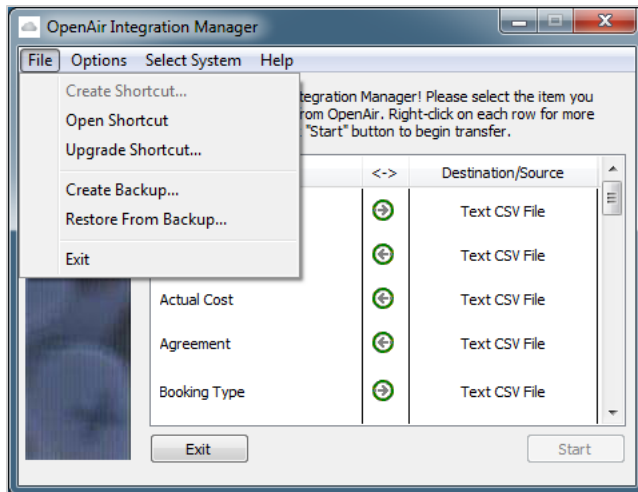 OpenAir Integration Manager
File Options Select System Help
Create Shortcut...
Open Shortcut
Upgrade Shortcut...
Create Backup...
Restore From Backup...
Exit
tegration Manager! Please select the item you
rom OpenAir. Right-click on each row for more
"Start" button to begin transfer.
<-> Destination/Source
Text CSV File
Text CSV File
Actual Cost Text CSV File
Agreement Text CSV File
Booking Type Text CSV File
Exit Start